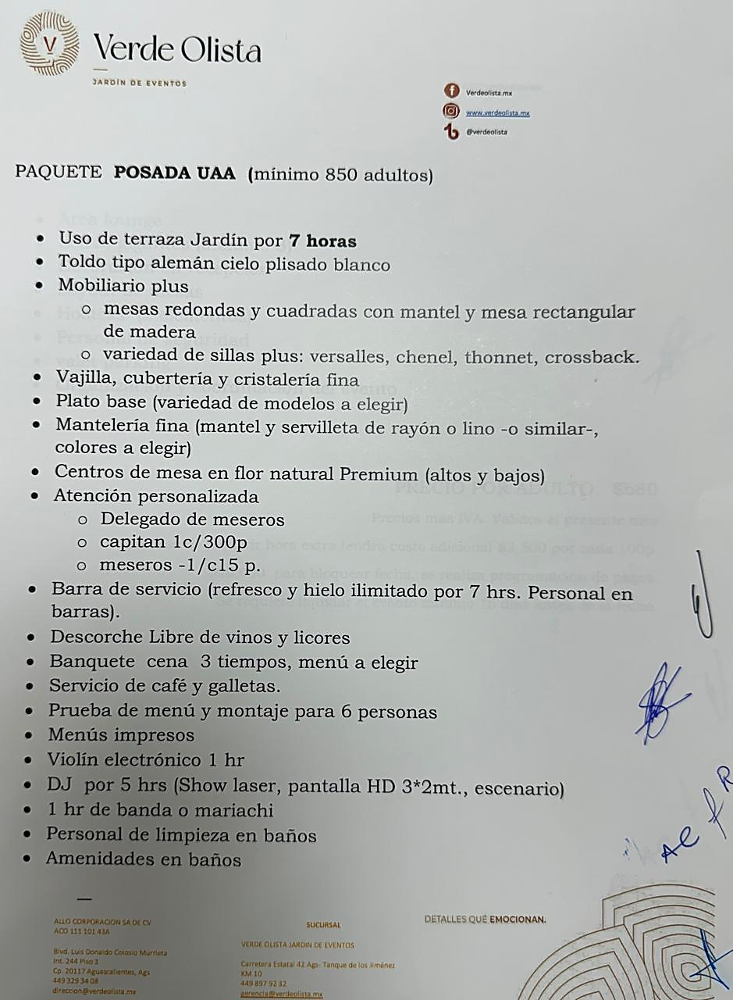 V
Verde Olista
JARDÍN DE EVENTOS
Verdeolista.mx
www.verdeolista.mx
@verdeolista
PAQUETE POSADA UAA (mínimo 850 adultos)
Área lounge
• Uso de terraza Jardín por 7 horas
• Toldo tipo alemán cielo plisado blanco
• Mobiliario plus
o mesas redondas y cuadradas con mantel y mesa rectangular
de madera
o variedad de sillas plus: versalles, chenel, thonnet, crossback.
• Vajilla, cubertería y cristalería fina
• Plato base (variedad de modelos a elegir)
• Mantelería fina (mantel y servilleta de rayón o lino -o similar-,
colores a elegir)
• Centros de mesa en flor natural Premium (altos y bajos)
PRECIO POR ADULTO: $680
• Atención personalizada
o Delegado de meseros
o capitan 1c/300p
o meseros -1/c15 p.
• Barra de servicio (refresco y hielo ilimitado por 7 hrs. Personal en
barras).
• Descorche Libre de vinos y licores
• Banquete cena 3 tiempos, menú a elegir
• Servicio de café y galletas.
• Prueba de menú y montaje para 6 personas
• Menús impresos
• Violín electrónico 1 hr
• DJ por 5 hrs (Show laser, pantalla HD 3*2mt., escenario)
• 1 hr de banda o mariachi
• Personal de limpieza en baños
• Amenidades en baños
ALLO CORPORACION SA DE CV
ACO 111 101 43A
Blvd. Luis Donaldo Colosio Murrieta
Int. 244 Piso 3
Cp. 20117 Aguascalientes, Ags
449 329 34 08
direccion@verdeolista.mx
SUCURSAL
VERDE OLISTA JARDIN DE EVENTOS
Carretera Estatal 42 Ags- Tanque de los Jiménez
KM 10
449 897 92 32
gerencia@verdeolista.mx
DETALLES QUE EMOCIONAN.